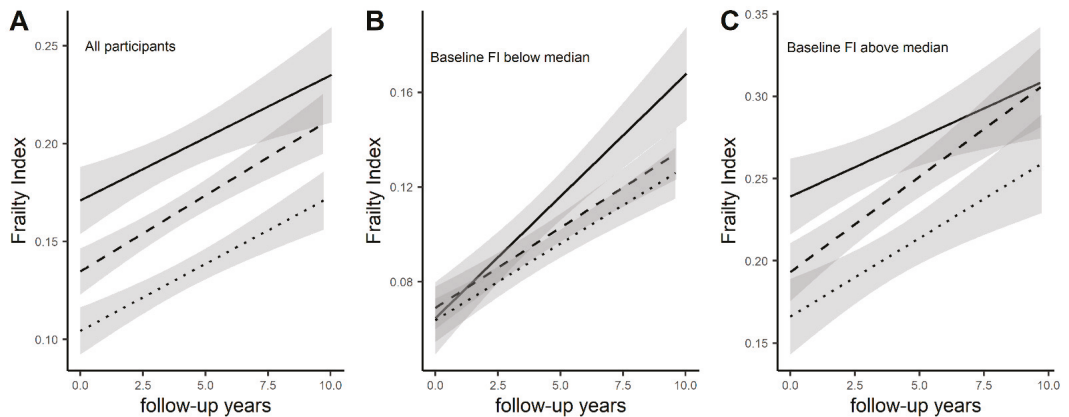 A
B
C
All participants
Baseline FI below median
Baseline FI above median
Frailty Index
0.25
0.20
0.15
0.10
0.0 2.5 5.0 7.5 10.0
follow-up years
Frailty Index
0.16
0.12
0.08
0.0 2.5 5.0 7.5 10.0
follow-up years
Frailty Index
0.35
0.30
0.25
0.20
0.15
0.0 2.5 5.0 7.5 10.0
follow-up years